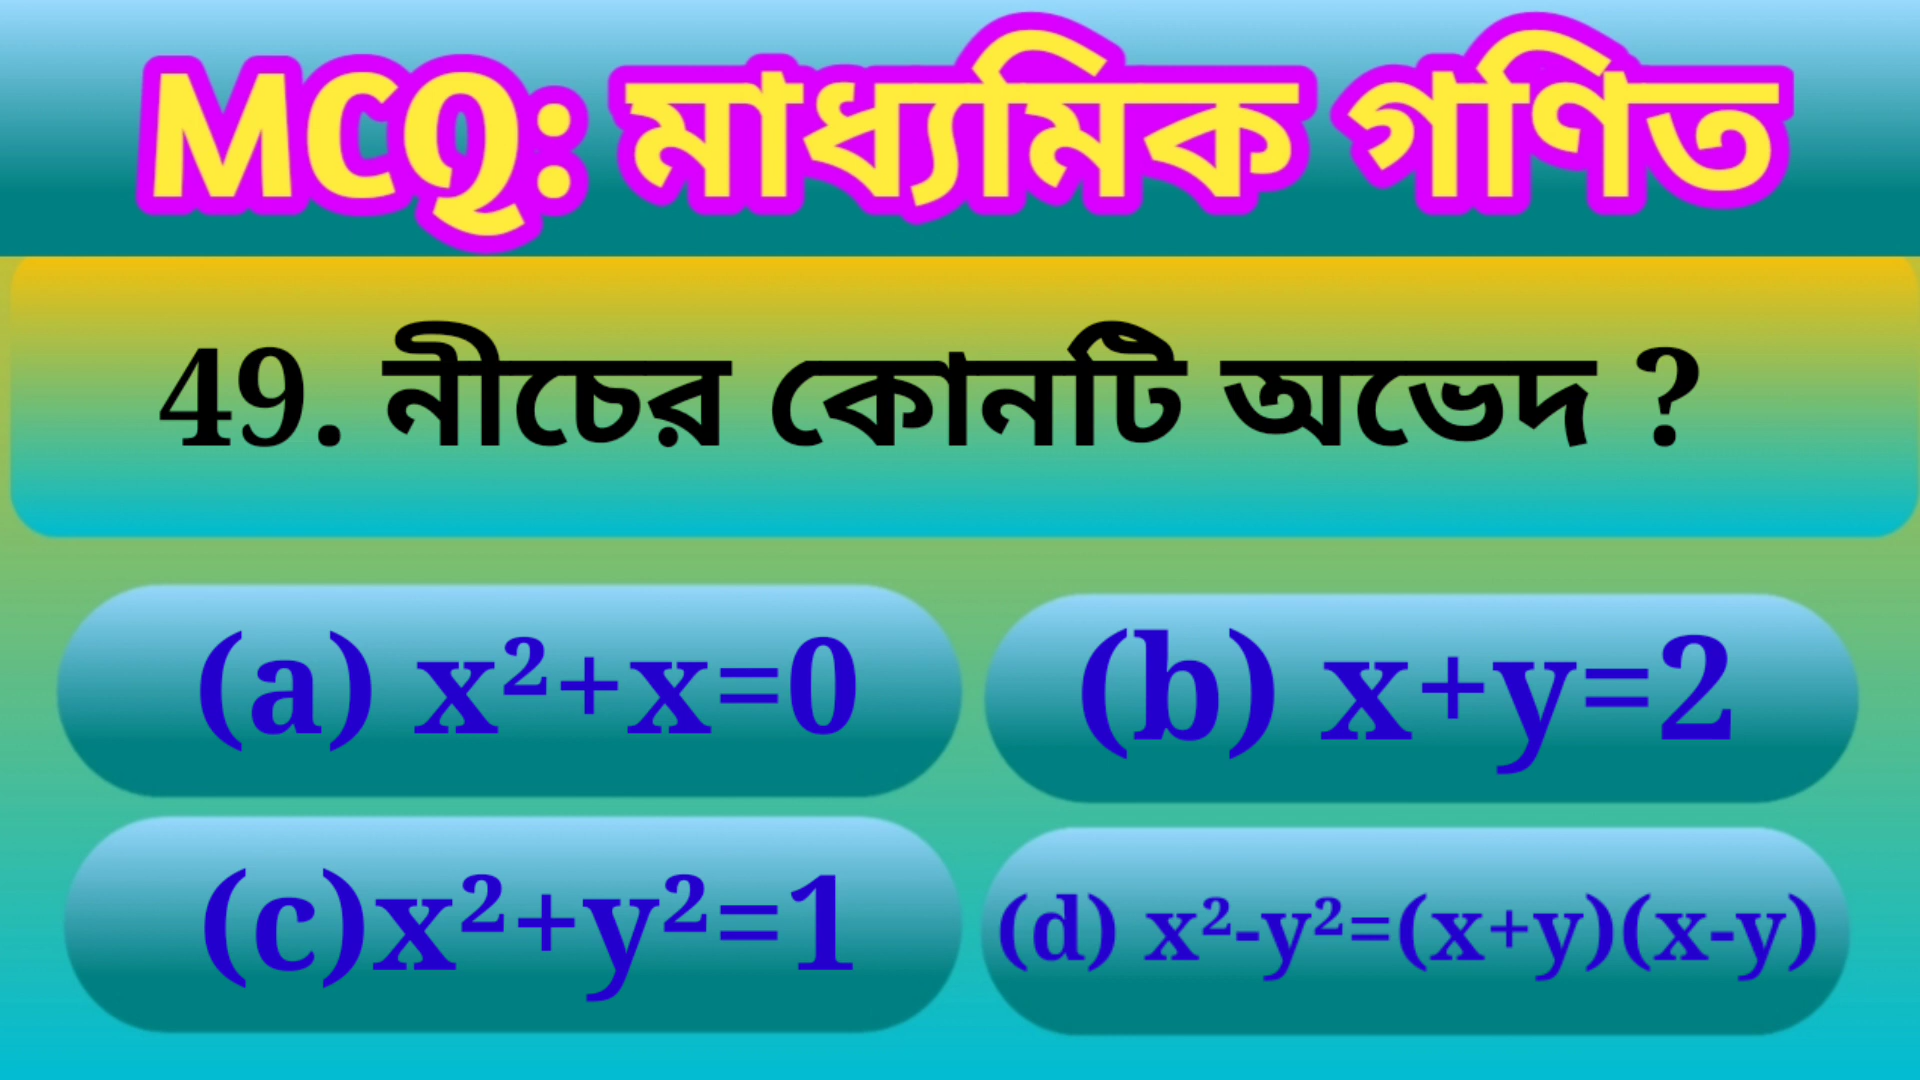 MCQ: মাধ্যমিক গণিত
49. নীচের কোনটি অভেদ ?
(a) x²+x=0
(b) x+y=2
(c)x²+y²=1
(d) x²-y²=(x+y)(x-y)